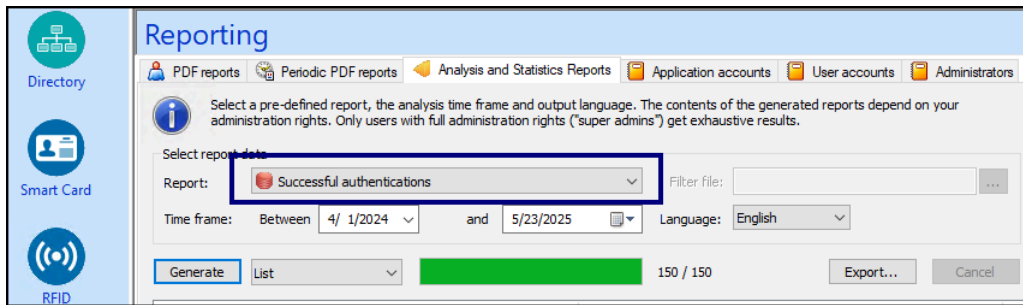 Reporting
Directory
PDF reports Periodic PDF reports Analysis and Statistics Reports Application accounts User accounts Administrators
Select a pre-defined report, the analysis time frame and output language. The contents of the generated reports depend on your
administration rights. Only users with full administration rights ("super admins") get exhaustive results.
Select report data
Smart Card
Report: Successful authentications Filter file: ...
Time frame: Between 4/ 1/2024 and 5/23/2025 Language: English
Generate List 150 / 150 Export... Cancel
RFID